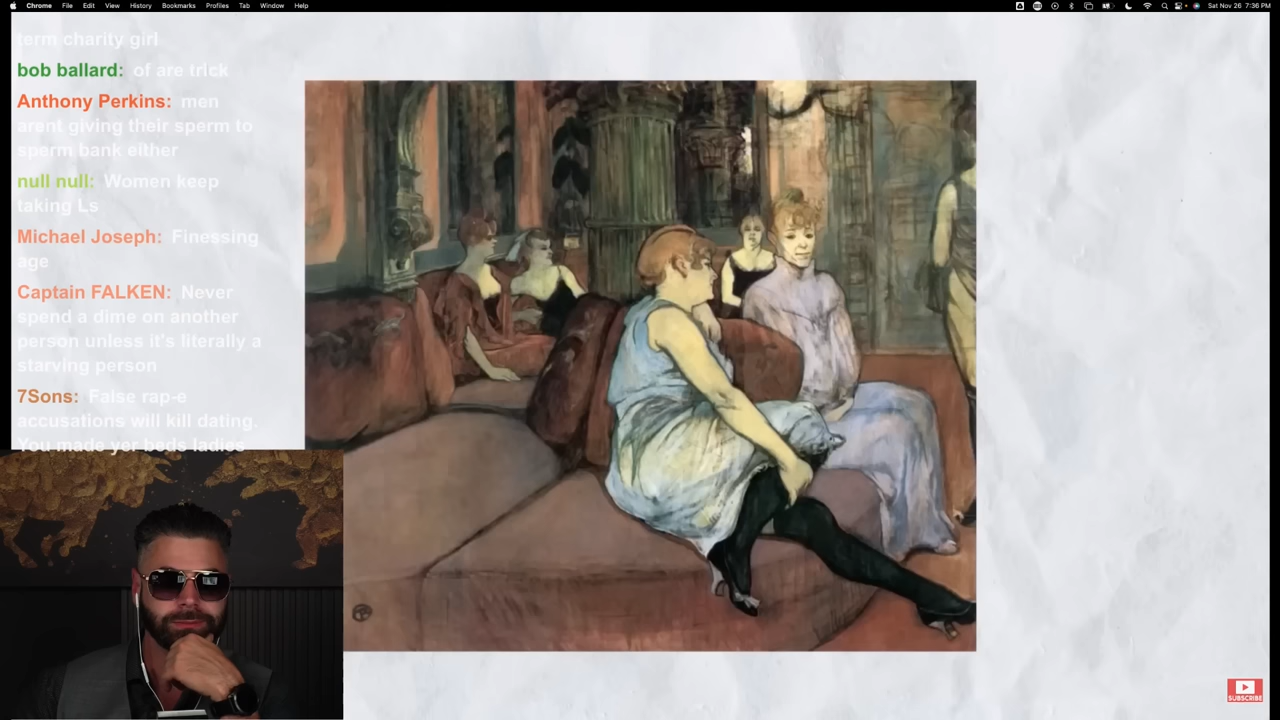 Chrome File Edit View History Bookmarks Profiles Tab Window Help
Sat Nov 26 7:36 PM
term charity girl
bob ballard: of are trick
Anthony Perkins: men
arent giving their sperm to
sperm bank either
null null: Women keep
taking Ls
Michael Joseph: Finessing
age
Captain FALKEN: Never
spend a dime on another
person unless it's literally a
starving person
7Sons: False rap-e
accusations will kill dating.
You made yer beds ladies
SUBSCRIBE